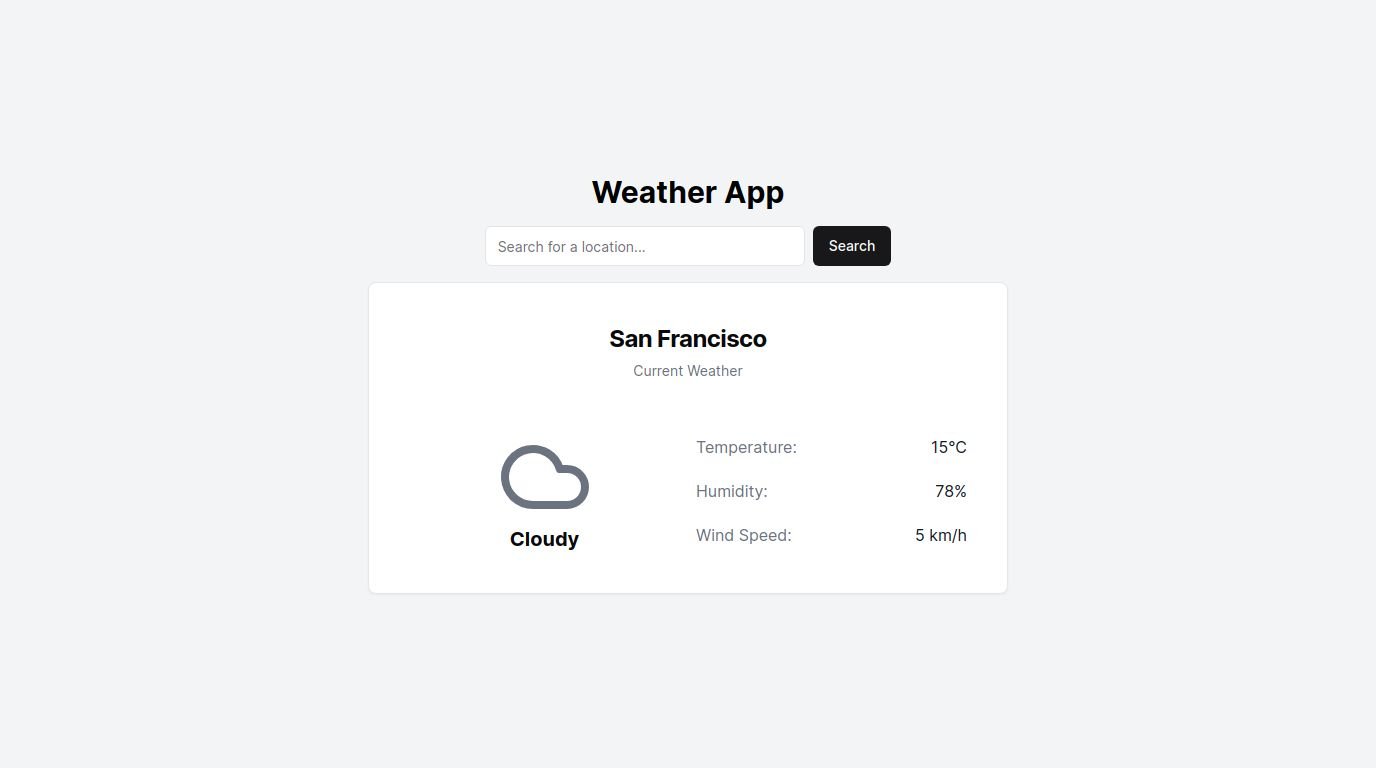 Weather App
Search for a location...
Search
San Francisco
Current Weather
Cloudy
Temperature: 15°C
Humidity: 78%
Wind Speed: 5 km/h